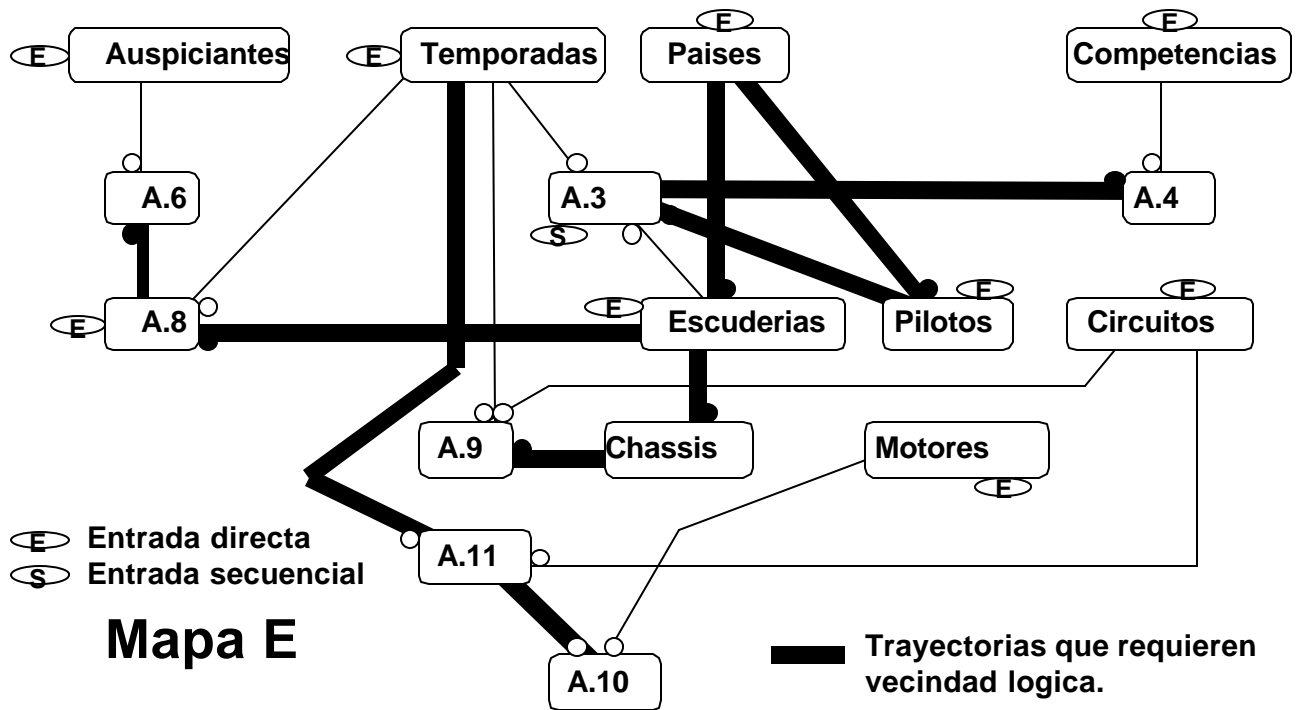 E
E
E Auspiciantes
E Temporadas
Paises
Competencias
A.6
A.3
A.4
S
E
E
E
E A.8
Escuderias
Pilotos
Circuitos
A.9
Chassis
Motores
E
E Entrada directa
A.11
S Entrada secuencial
Mapa E
Trayectorias que requieren
vecindad logica.
A.10